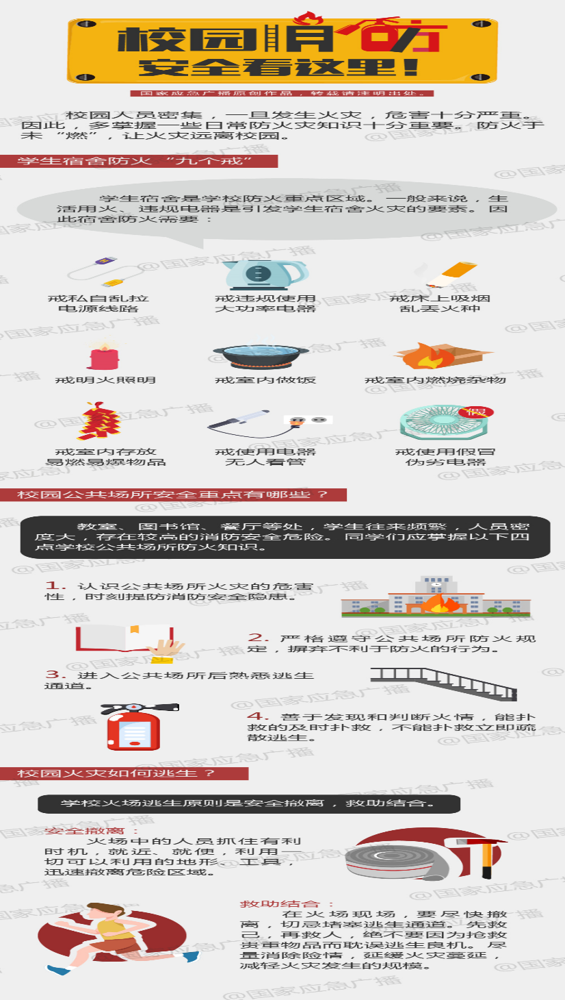 校园消防
安全看这里!
国家应急广播原创作品，转载请注明出处。
校园人员密集，一旦发生火灾，危害十分严重。
因此，多掌握一些日常防火灾知识十分重要。防火于
未“燃”，让火灾远离校园。
学生宿舍防火“九个戒”
学生宿舍是学校防火重点区域。一般来说，生
活用火、违规电器是引发学生宿舍火灾的要素。因
此宿舍防火需要：
戒私自乱拉
电源线路
戒违规使用
大功率电器
戒床上吸烟
乱丢火种
戒明火照明
戒室内做饭
戒室内燃烧杂物
戒室内存放
易燃易爆物品
戒使用电器
无人看管
假
戒使用假冒
伪劣电器
校园公共场所安全重点有哪些？
教室、图书馆、餐厅等处，学生往来频繁，人员密
度大，存在较高的消防安全危险。同学们应掌握以下四
点学校公共场所防火知识。
1. 认识公共场所火灾的危害
性，时刻提防消防安全隐患。
2. 严格遵守公共场所防火规
定，摒弃不利于防火的行为。
3. 进入公共场所后熟悉逃生
通道。
4. 善于发现和判断火情，能扑
救的及时扑救，不能扑救立即疏
散逃生。
校园火灾如何逃生？
学校火场逃生原则是安全撤离，救助结合。
安全撤离：
火场中的人员抓住有利
时机，就近、就便，利用一
切可以利用的地形、工具，
迅速撤离危险区域。
救助结合：
在火场现场，要尽快撤
离，切忌堵塞逃生通道。先救
己，再救人，绝不要因为抢救
贵重物品而耽误逃生良机。尽
量消除险情，延缓火灾蔓延，
减轻火灾发生的规模。
@国家应急广播